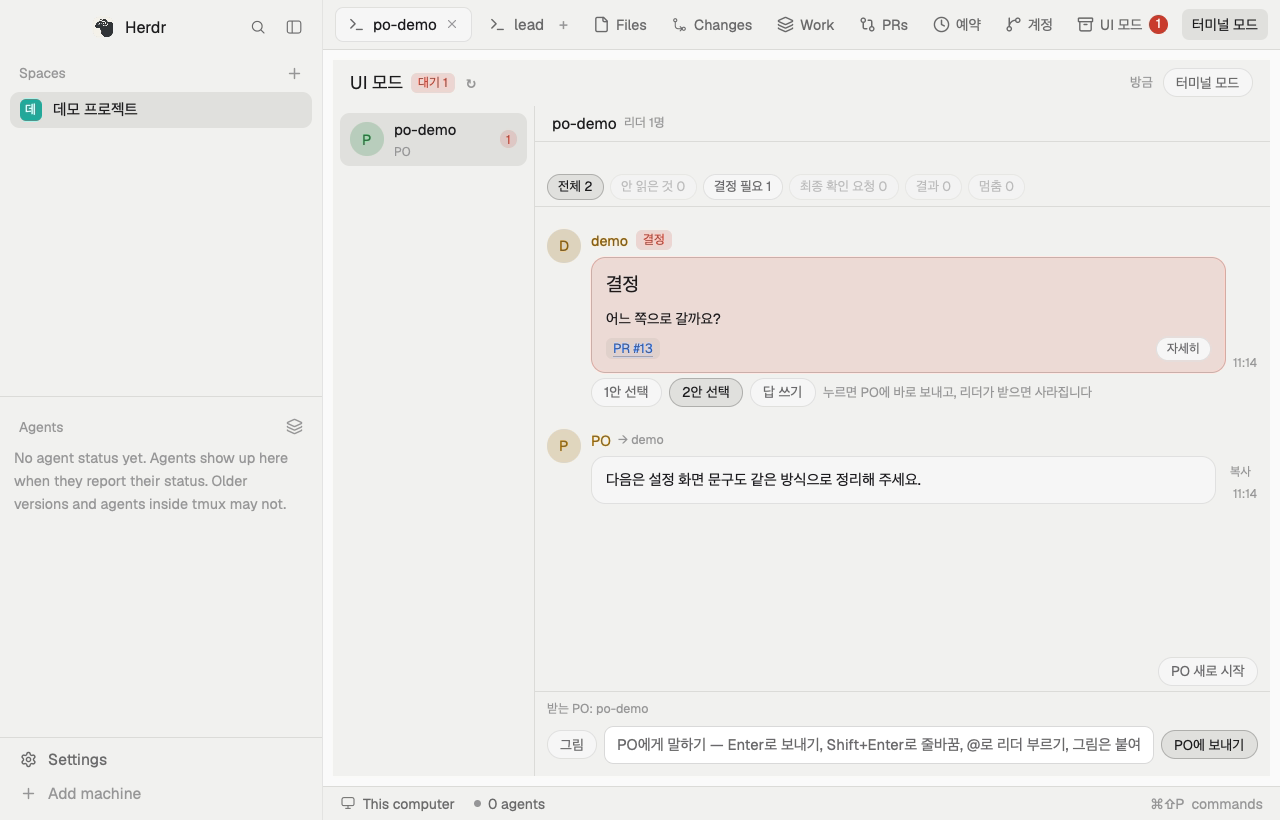 Herdr
Spaces
데 데모 프로젝트
Agents
No agent status yet. Agents show up here
when they report their status. Older
versions and agents inside tmux may not.
Settings
Add machine
po-demo
lead
Files
Changes
Work
PRs
예약
계정
UI 모드 1
터미널 모드
UI 모드 대기 1
방금 터미널 모드
P po-demo 1
PO
po-demo 리더 1명
전체 2 안 읽은 것 0 결정 필요 1 최종 확인 요청 0 결과 0 멈춤 0
D demo 결정
결정
어느 쪽으로 갈까요?
PR #13 자세히
11:14
1안 선택 2안 선택 답 쓰기 누르면 PO에 바로 보내고, 리더가 받으면 사라집니다
P PO → demo
다음은 설정 화면 문구도 같은 방식으로 정리해 주세요.
복사
11:14
PO 새로 시작
받는 PO: po-demo
그림 PO에게 말하기 — Enter로 보내기, Shift+Enter로 줄바꿈, @로 리더 부르기, 그림은 붙여 PO에 보내기
This computer 0 agents ⌘⇧P commands